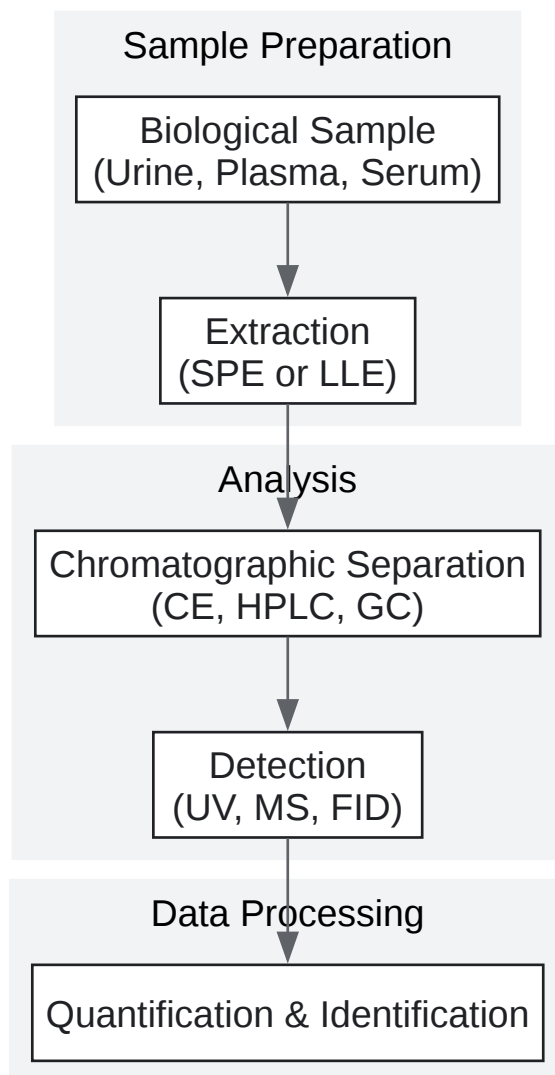 Sample Preparation
Biological Sample
(Urine, Plasma, Serum)
Extraction
(SPE or LLE)
Analysis
Chromatographic Separation
(CE, HPLC, GC)
Detection
(UV, MS, FID)
Data Processing
Quantification & Identification